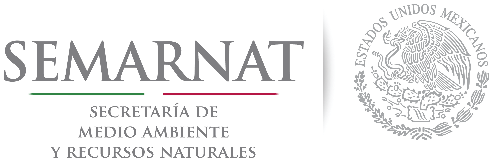 SEMARNAT
SECRETARÍA DE
MEDIO AMBIENTE
Y RECURSOS NATURALES
ESTADOS UNIDOS MEXICANOS